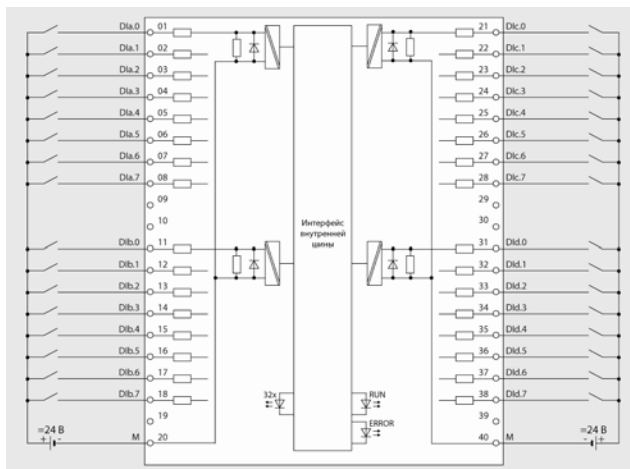 DIa.0 01
DIa.1 02
DIa.2 03
DIa.3 04
DIa.4 05
DIa.5 06
DIa.6 07
DIa.7 08
09
10
DIb.0 11
DIb.1 12
DIb.2 13
DIb.3 14
DIb.4 15
DIb.5 16
DIb.6 17
DIb.7 18
19
=24 В
+ -
M 20
Интерфейс
внутренней
шины
32x
RUN
ERROR
21 DIc.0
22 DIc.1
23 DIc.2
24 DIc.3
25 DIc.4
26 DIc.5
27 DIc.6
28 DIc.7
29
30
31 DId.0
32 DId.1
33 DId.2
34 DId.3
35 DId.4
36 DId.5
37 DId.6
38 DId.7
39
40 M
=24 В
- +